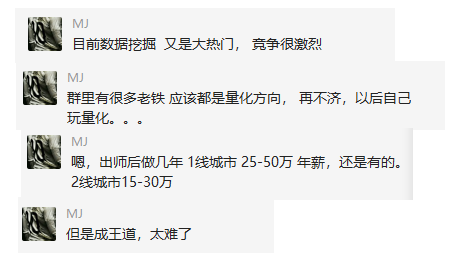 MJ
目前数据挖掘 又是大热门， 竞争很激烈
MJ
群里有很多老铁 应该都是量化方向， 再不济，以后自己
玩量化。。。
MJ
嗯，出师后做几年 1线城市 25-50万 年薪，还是有的。
2线城市15-30万
MJ
但是成王道，太难了